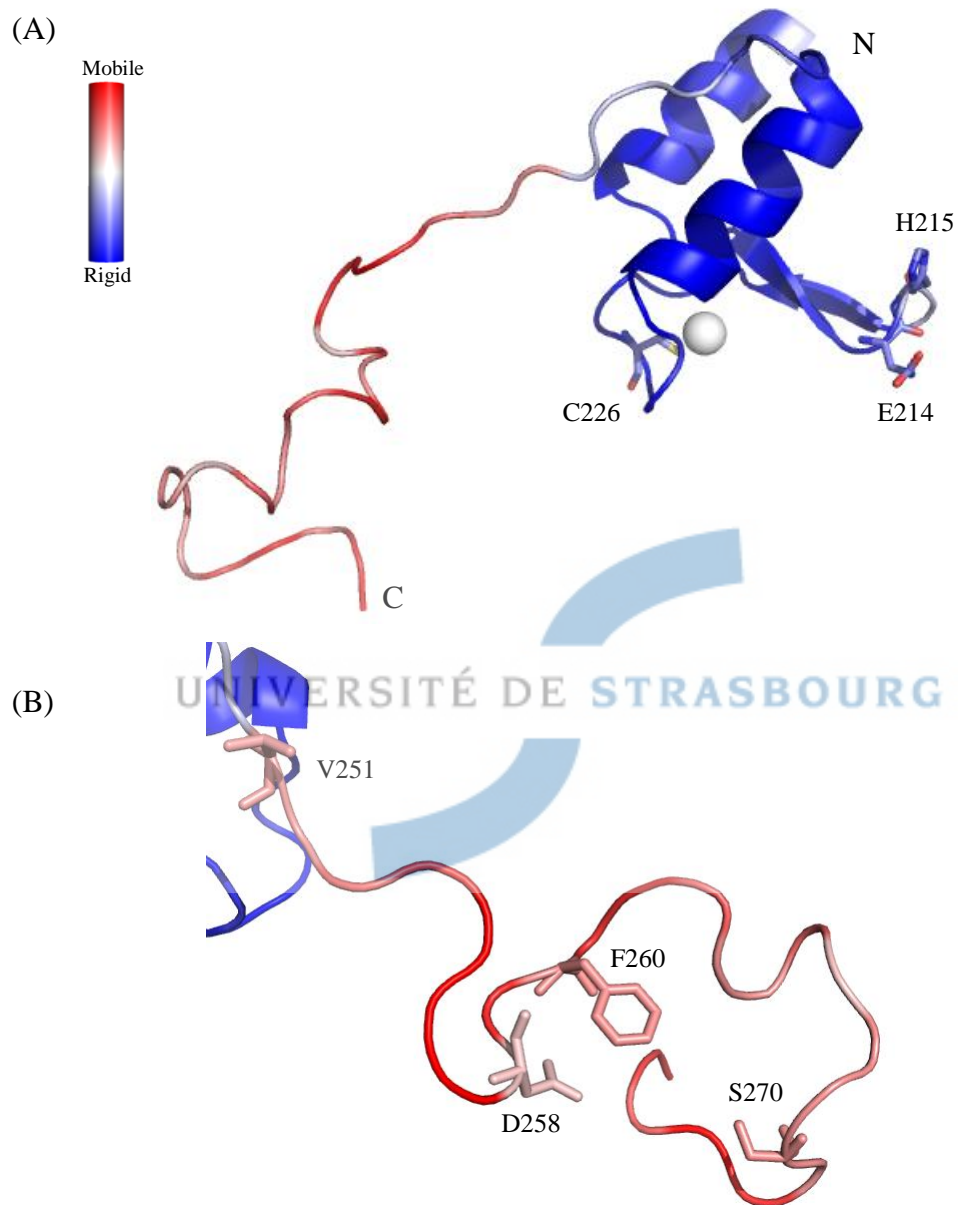 (A)
Mobile
Rigid
N
H215
C226
E214
C
UNIVERSITÉ DE STRASBOURG
(B)
V251
F260
S270
D258